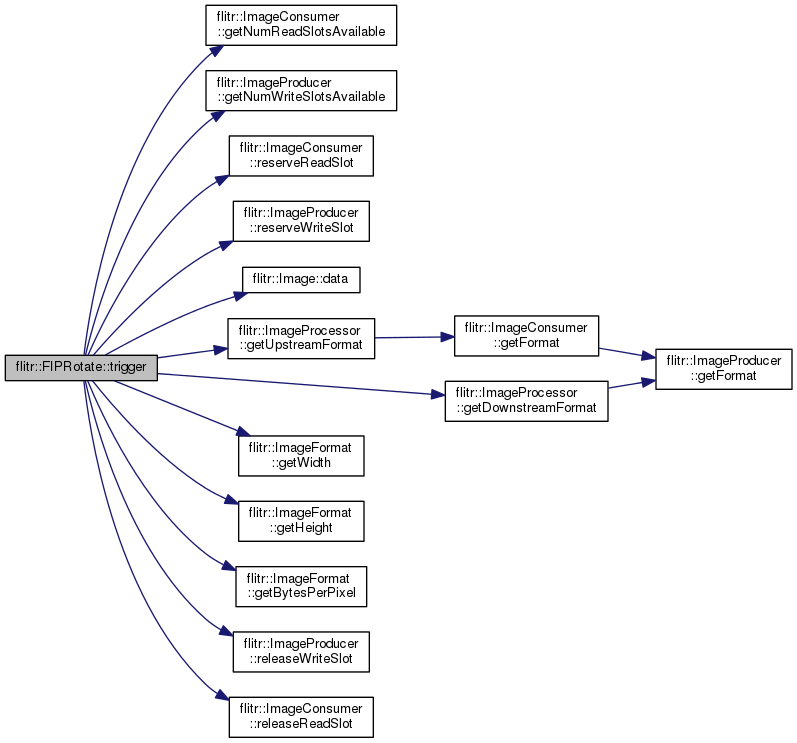 flitr::ImageConsumer
::getNumReadSlotsAvailable
flitr::ImageProducer
::getNumWriteSlotsAvailable
flitr::ImageConsumer
::reserveReadSlot
flitr::ImageProducer
::reserveWriteSlot
flitr::Image::data
flitr::ImageProcessor
::getUpstreamFormat
flitr::ImageConsumer
::getFormat
flitr::ImageProducer
::getFormat
flitr::FIPRotate::trigger
flitr::ImageProcessor
::getDownstreamFormat
flitr::ImageFormat
::getWidth
flitr::ImageFormat
::getHeight
flitr::ImageFormat
::getBytesPerPixel
flitr::ImageProducer
::releaseWriteSlot
flitr::ImageConsumer
::releaseReadSlot